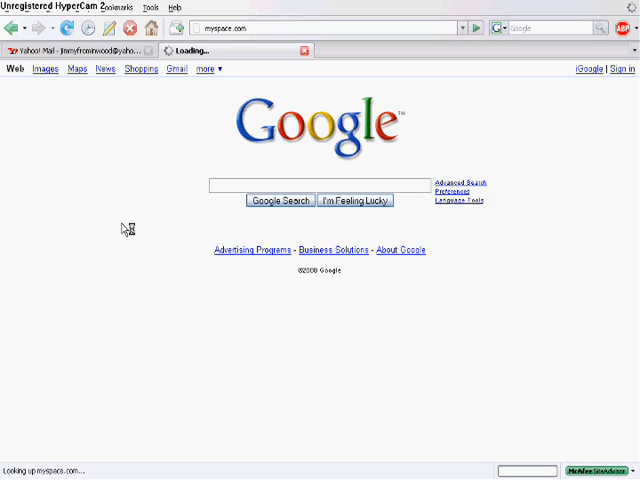 Unregistered HyperCam 2 ookmarks Tools Help
myspace.com
Google
ABP
Yahoo! Mail - jimmyfrominwood@yaho...
Loading...
Web Images Maps News Shopping Gmail more ▼
iGoogle | Sign in
Google™
Advanced Search
Preferences
Language Tools
Google Search I'm Feeling Lucky
Advertising Programs - Business Solutions - About Google
©2008 Google
Looking up myspace.com...
McAfee SiteAdvisor